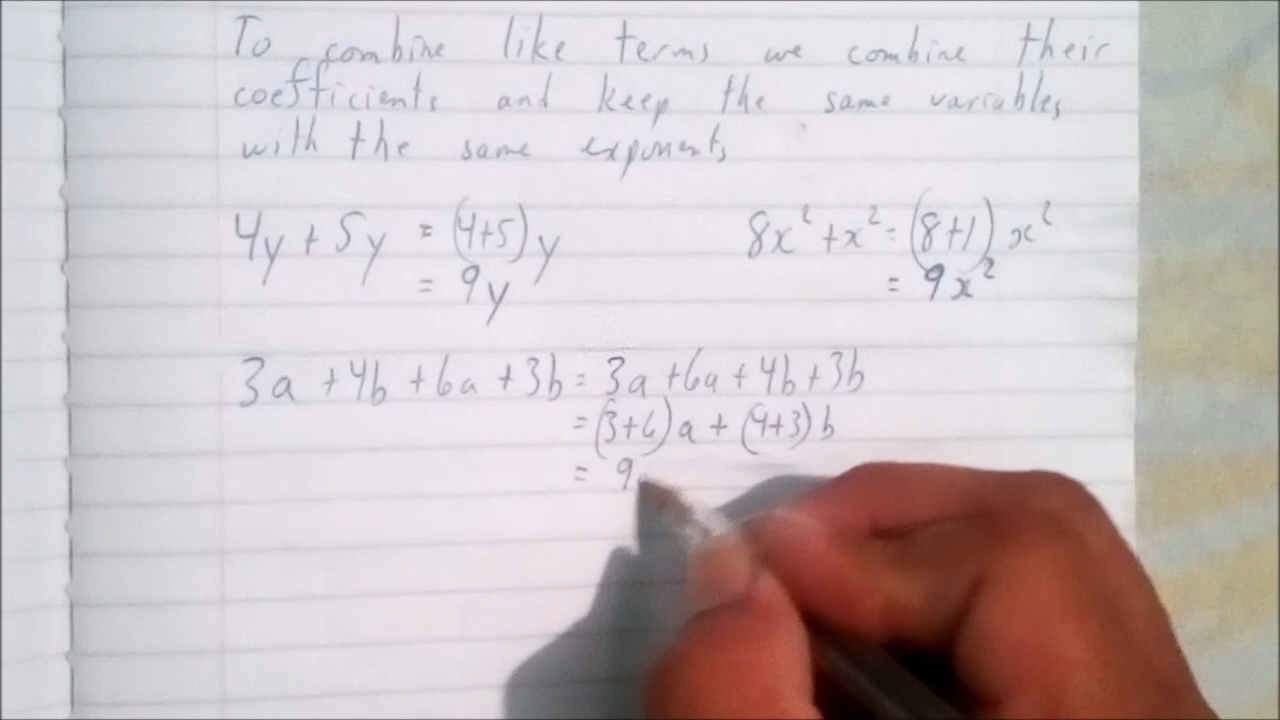 To combine like terms we combine their
coefficients and keep the same variables
with the same exponents
4y + 5y = (4+5)y
= 9y
8x² + x² = (8+1)x²
= 9x²
3a + 4b + 6a + 3b = 3a + 6a + 4b + 3b
= (3+6)a + (4+3)b
= 9